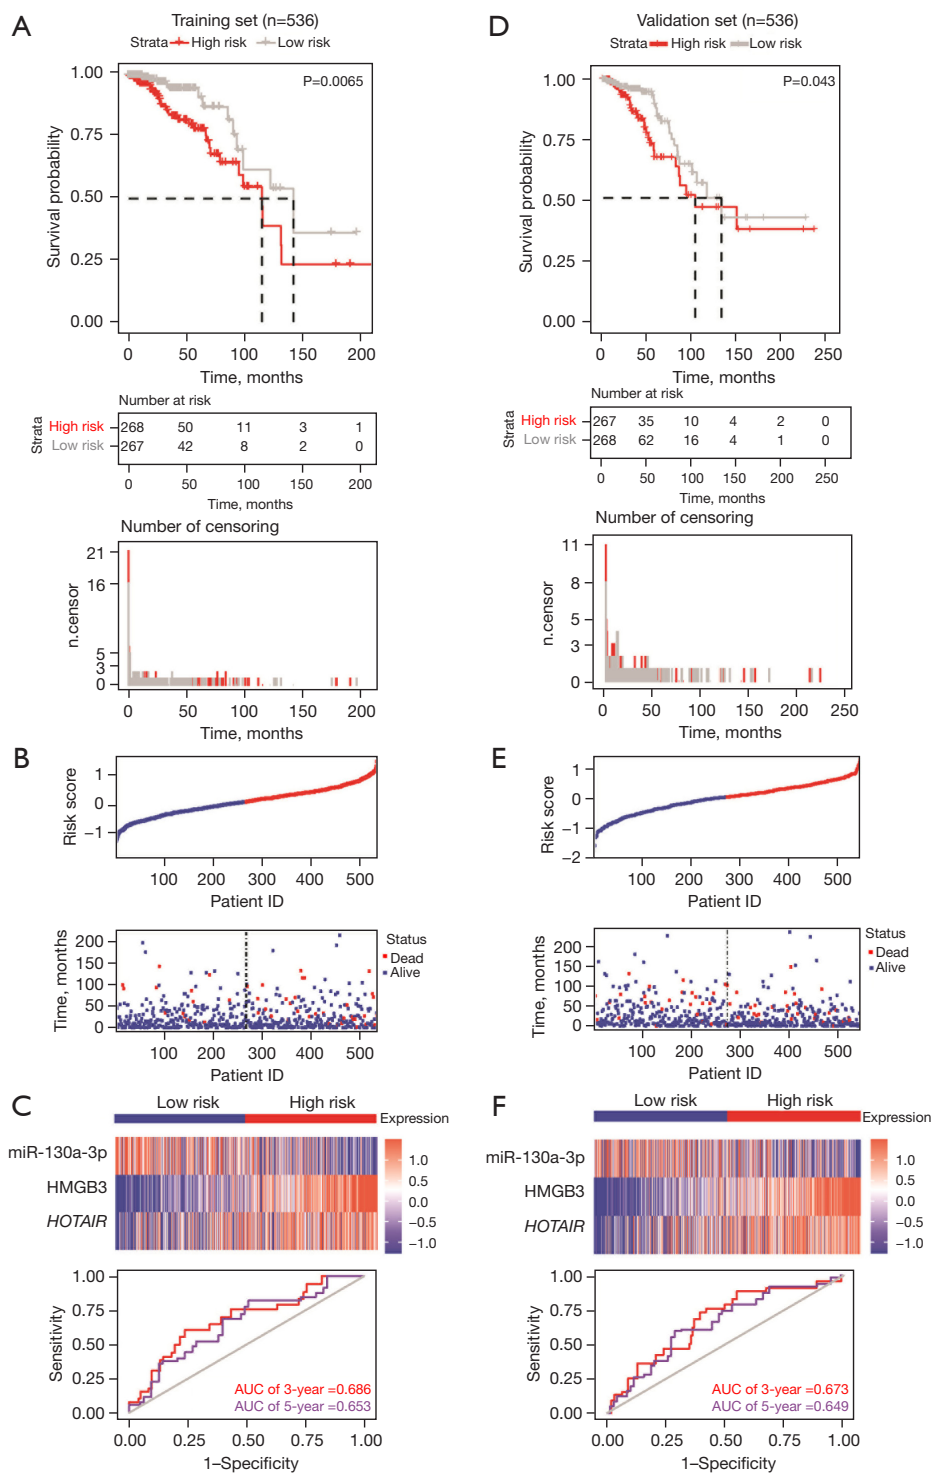 A
Training set (n=536)
Strata High risk Low risk
P=0.0065
Survival probability
1.00
0.75
0.50
0.25
0.00
0 50 100 150 200
Time, months
Number at risk
Strata
High risk 268 50 11 3 1
Low risk 267 42 8 2 0
0 50 100 150 200
Time, months
Number of censoring
n.censor
21
16
5
3
0
0 50 100 150 200
Time, months
B
Risk score
1
0
−1
100 200 300 400 500
Patient ID
Time, months
200
150
100
50
0
Status
Dead
Alive
100 200 300 400 500
Patient ID
C
Low risk High risk
Expression
miR-130a-3p
HMGB3
HOTAIR
1.0
0.5
0.0
−0.5
−1.0
Sensitivity
1.00
0.75
0.50
0.25
0.00
AUC of 3-year =0.686
AUC of 5-year =0.653
0.00 0.25 0.50 0.75 1.00
1−Specificity
D
Validation set (n=536)
Strata High risk Low risk
P=0.043
Survival probability
1.00
0.75
0.50
0.25
0.00
0 50 100 150 200 250
Time, months
Number at risk
Strata
High risk 267 35 10 4 2 0
Low risk 268 62 16 4 1 0
0 50 100 150 200 250
Time, months
Number of censoring
n.censor
11
8
5
3
0
0 50 100 150 200 250
Time, months
E
Risk score
1
0
−1
−2
100 200 300 400 500
Patient ID
Time, months
200
150
100
50
0
Status
Dead
Alive
100 200 300 400 500
Patient ID
F
Low risk High risk
Expression
miR-130a-3p
HMGB3
HOTAIR
1.0
0.5
0.0
−0.5
−1.0
Sensitivity
1.00
0.75
0.50
0.25
0.00
AUC of 3-year =0.673
AUC of 5-year =0.649
0.00 0.25 0.50 0.75 1.00
1−Specificity